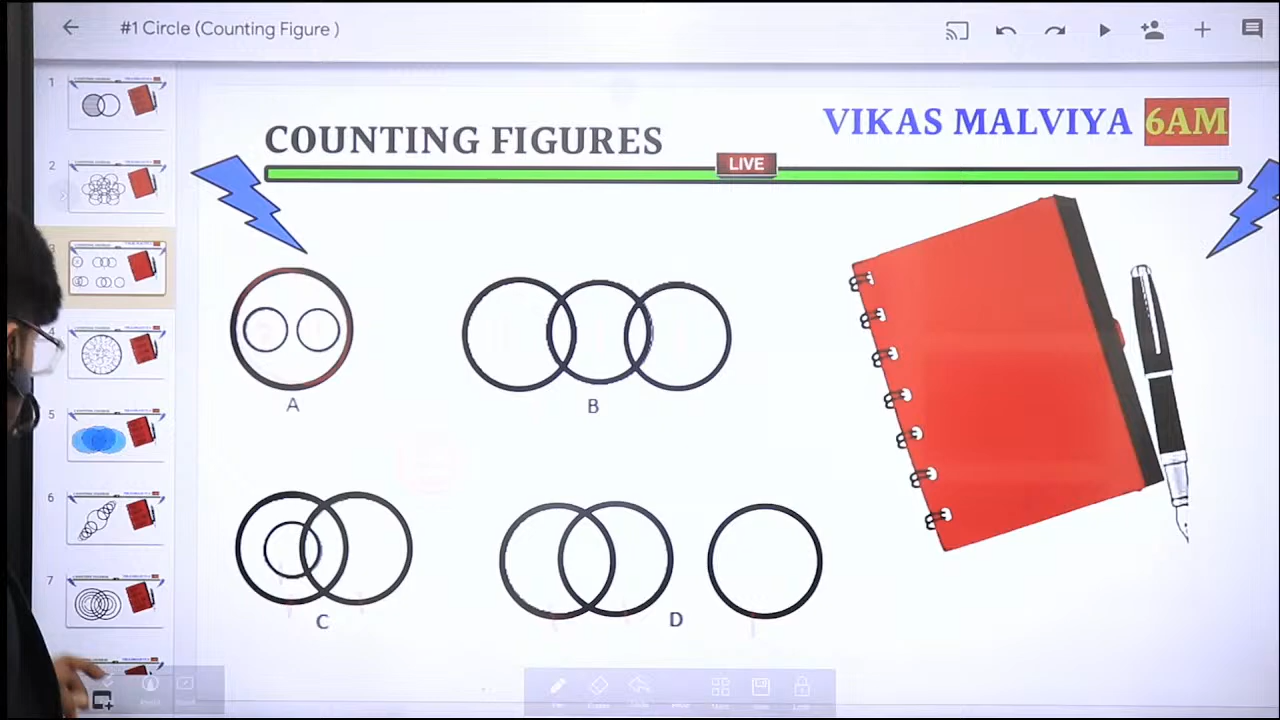 #1 Circle (Counting Figure )
1
2
3
4
5
6
7
COUNTING FIGURES
VIKAS MALVIYA 6AM
LIVE
A
B
C
D